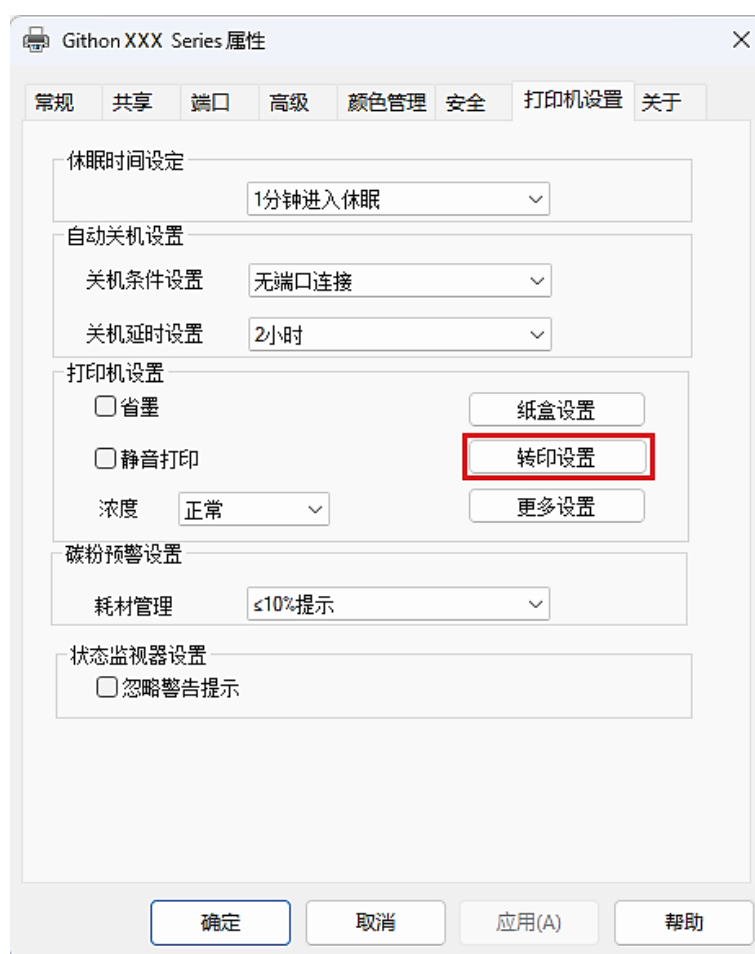 Githon XXX Series 属性
常规 共享 端口 高级 颜色管理 安全 打印机设置 关于
休眠时间设定
1分钟进入休眠
自动关机设置
关机条件设置 无端口连接
关机延时设置 2小时
打印机设置
省墨 纸盒设置
静音打印 转印设置
浓度 正常 更多设置
碳粉预警设置
耗材管理 ≤10%提示
状态监视器设置
忽略警告提示
确定 取消 应用(A) 帮助